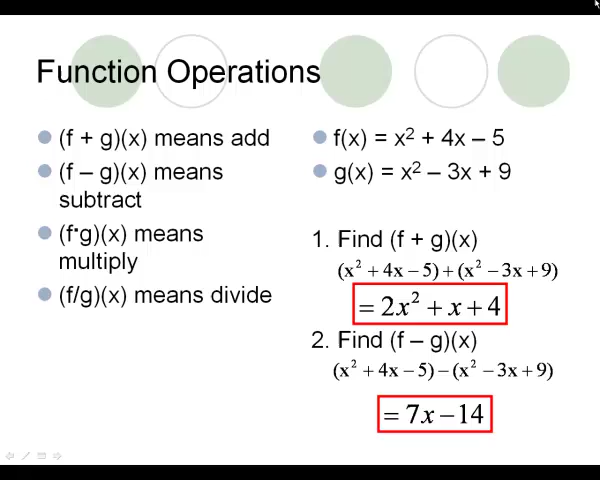 Function Operations
(f + g)(x) means add
(f – g)(x) means
subtract
(f·g)(x) means
multiply
(f/g)(x) means divide
f(x) = x² + 4x – 5
g(x) = x² – 3x + 9
1. Find (f + g)(x)
(x² + 4x – 5) + (x² – 3x + 9)
= 2x² + x + 4
2. Find (f – g)(x)
(x² + 4x – 5) – (x² – 3x + 9)
= 7x – 14